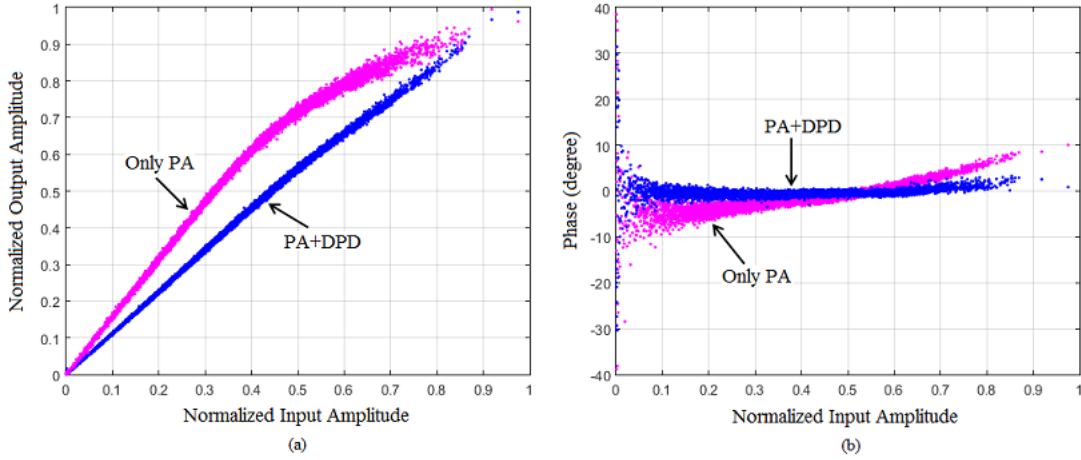 1
0.9
0.8
0.7
0.6
0.5
0.4
0.3
0.2
0.1
0
Normalized Output Amplitude
Only PA
PA+DPD
0 0.1 0.2 0.3 0.4 0.5 0.6 0.7 0.8 0.9 1
Normalized Input Amplitude
(a)
40
30
20
10
0
-10
-20
-30
-40
Phase (degree)
PA+DPD
Only PA
0 0.1 0.2 0.3 0.4 0.5 0.6 0.7 0.8 0.9 1
Normalized Input Amplitude
(b)